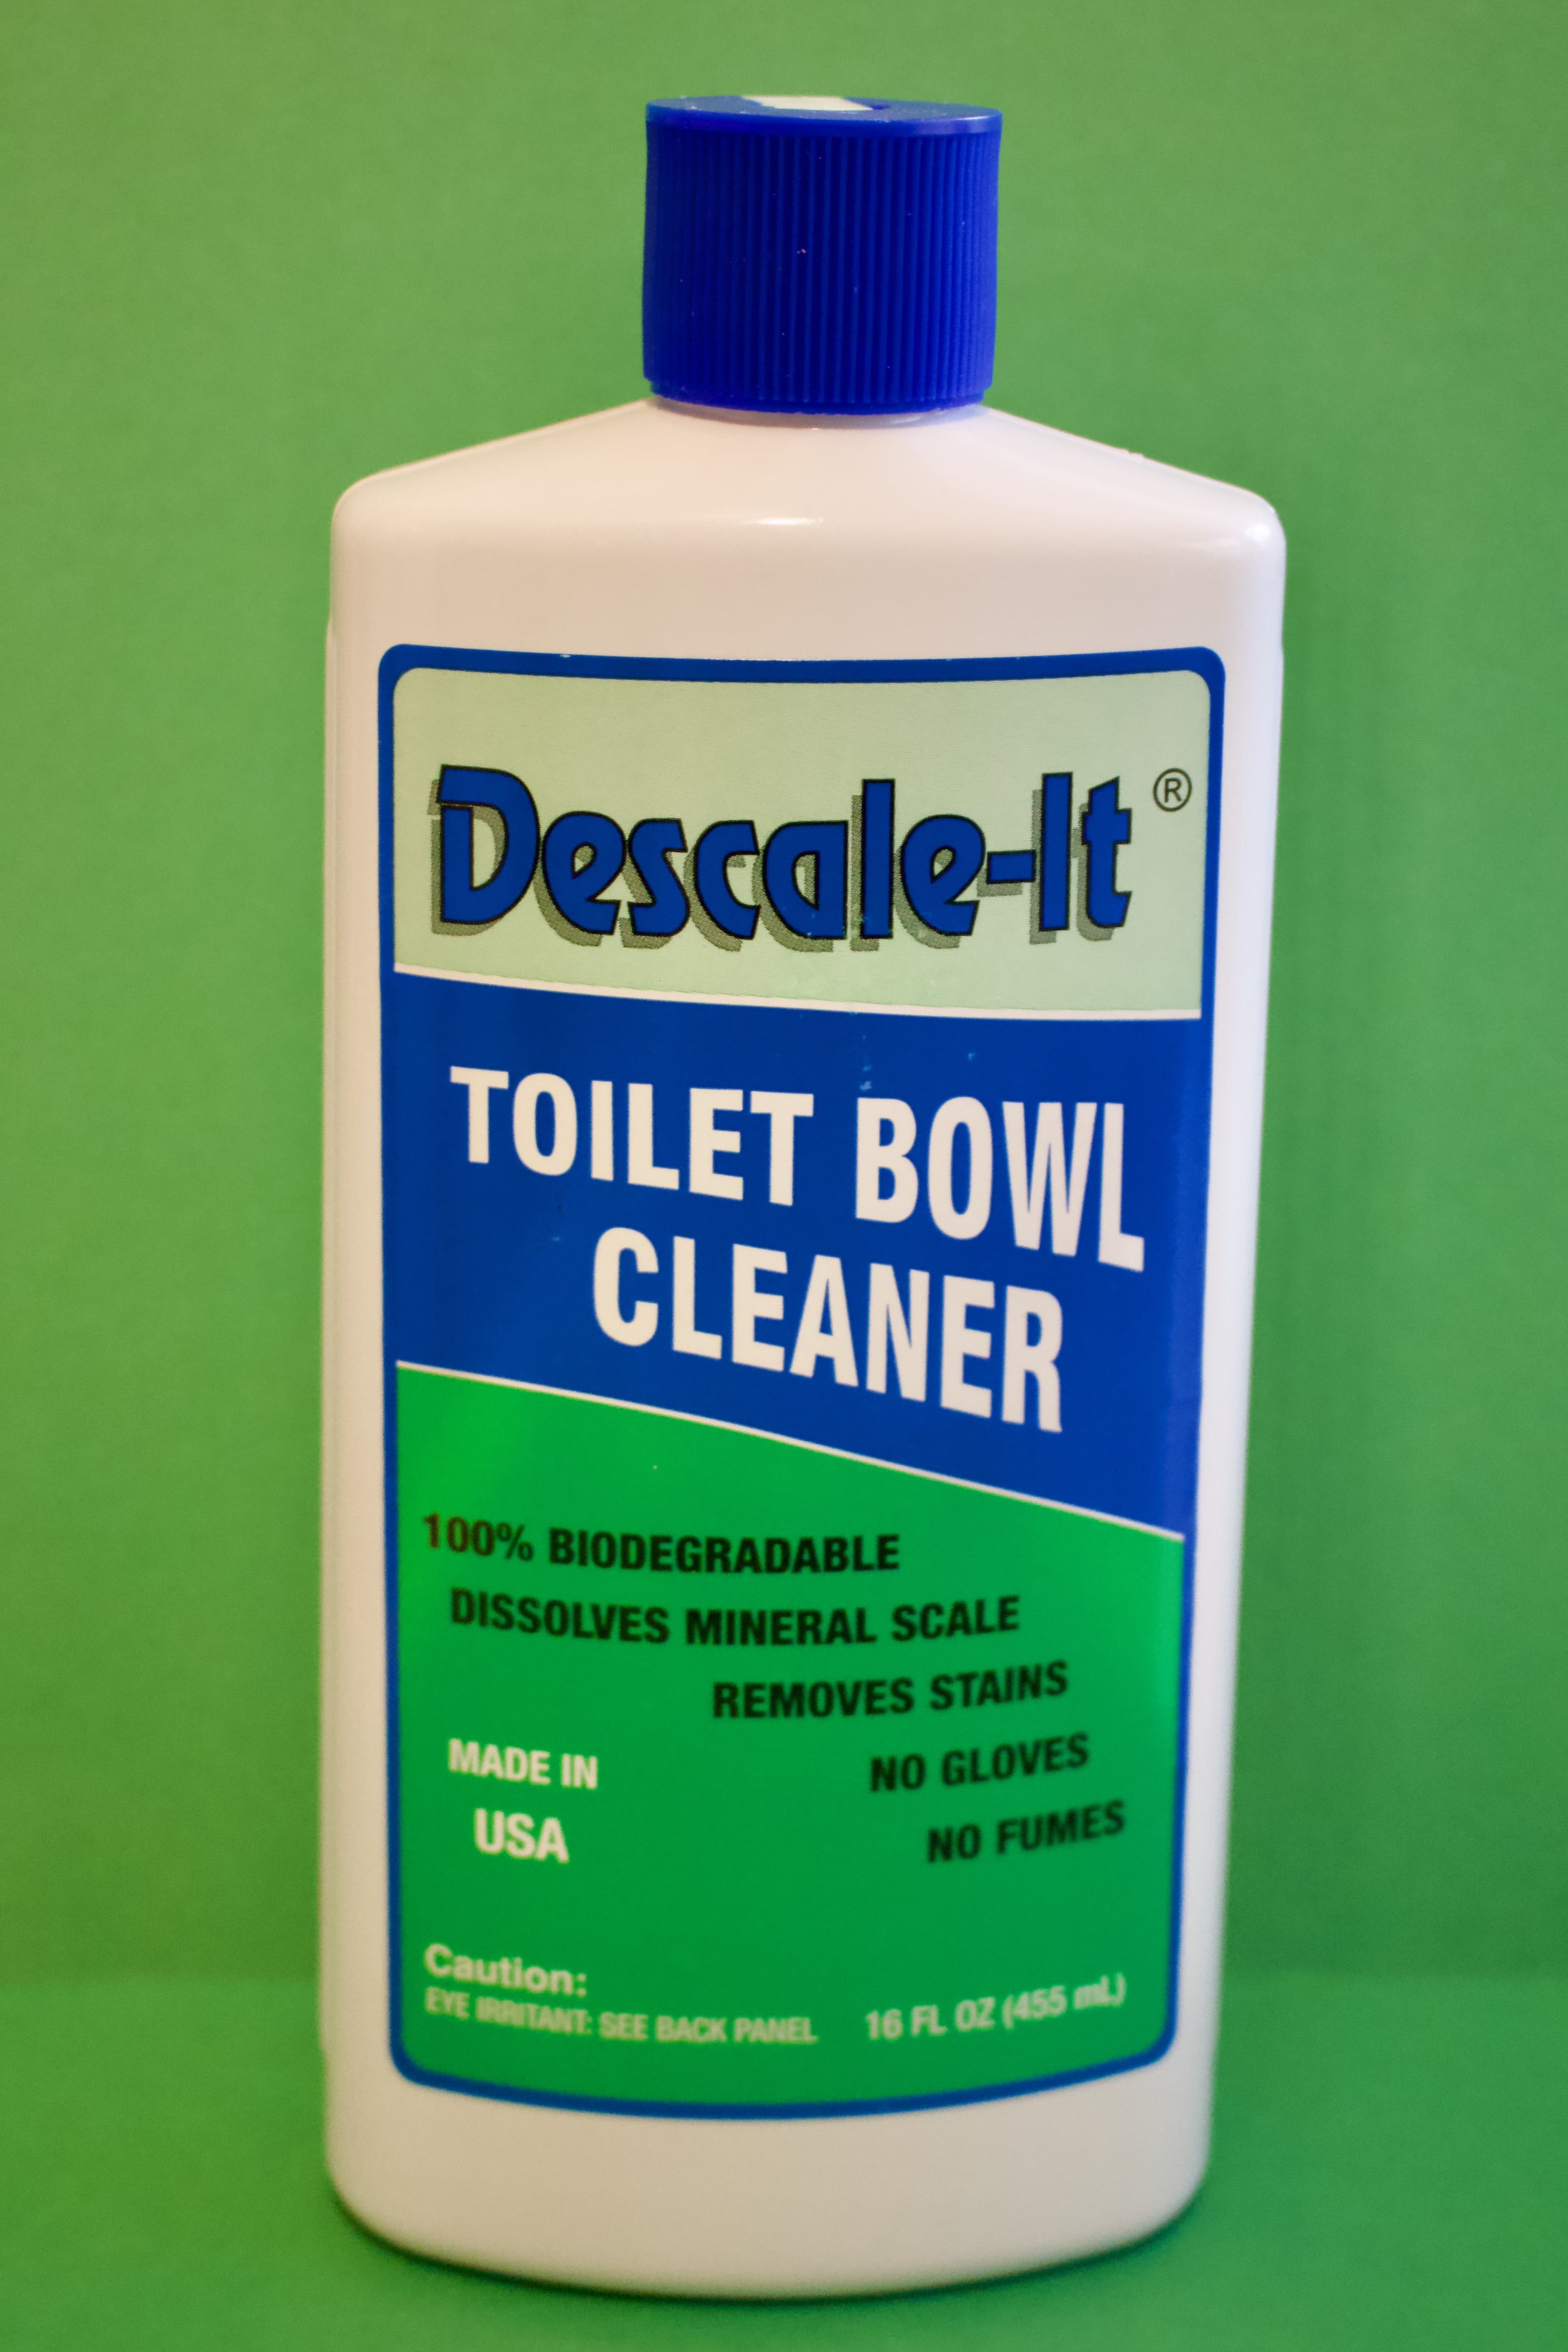 Descale-It ®
TOILET BOWL
CLEANER
100% BIODEGRADABLE
DISSOLVES MINERAL SCALE
REMOVES STAINS
NO GLOVES
NO FUMES
MADE IN
USA
Caution:
EYE IRRITANT: SEE BACK PANEL
16 FL OZ (455 mL)